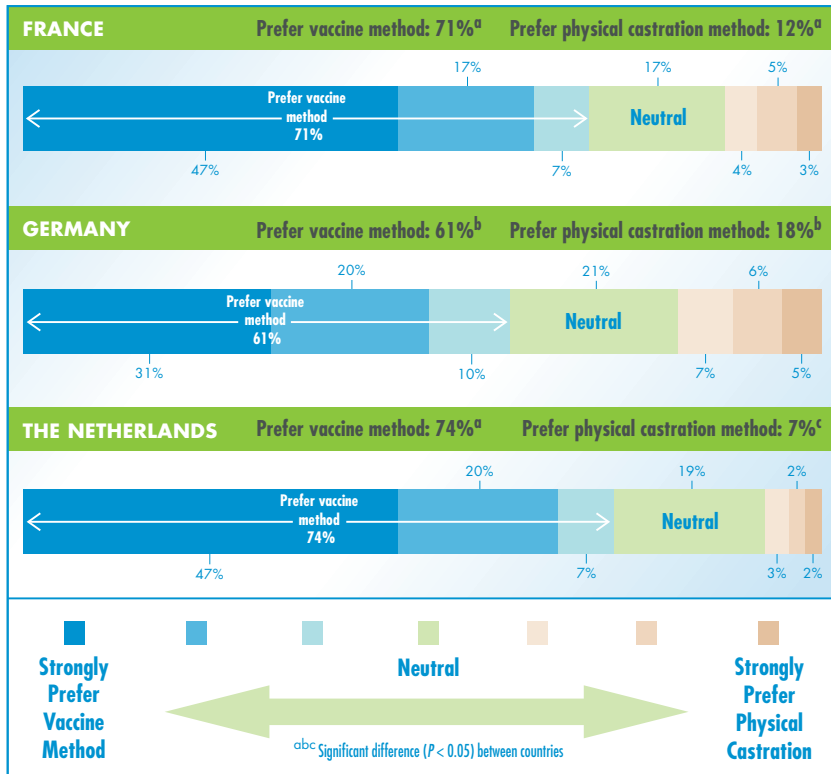 FRANCE Prefer vaccine method: 71%ᵃ Prefer physical castration method: 12%ᵃ
17% 17% 5%
Prefer vaccine
method
71%
Neutral
47% 7% 4% 3%
GERMANY Prefer vaccine method: 61%ᵇ Prefer physical castration method: 18%ᵇ
20% 21% 6%
Prefer vaccine
method
61%
Neutral
31% 10% 7% 5%
THE NETHERLANDS Prefer vaccine method: 74%ᵃ Prefer physical castration method: 7%ᶜ
20% 19% 2%
Prefer vaccine
method
74%
Neutral
47% 7% 3% 2%
Strongly
Prefer
Vaccine
Method
Neutral
Strongly
Prefer
Physical
Castration
ᵃᵇᶜ Significant difference (P < 0.05) between countries